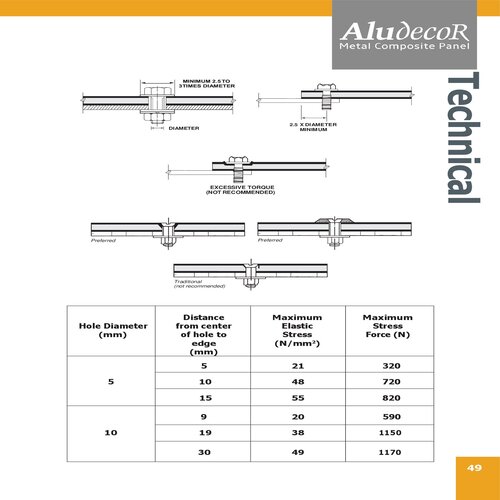 ALUDECOR
Metal Composite Panel
Technical
MINIMUM 2.5 TO
3TIMES DIAMETER
DIAMETER
2.5 X DIAMETER
MINIMUM
EXCESSIVE TORQUE
(NOT RECOMMENDED)
Preferred
Preferred
Traditional
(not recommended)
Hole Diameter
(mm)
Distance
from center
of hole to
edge
(mm)
Maximum
Elastic
Stress
(N/mm²)
Maximum
Stress
Force (N)
5
5 21 320
10 48 720
15 55 820
10
9 20 590
19 38 1150
30 49 1170
49